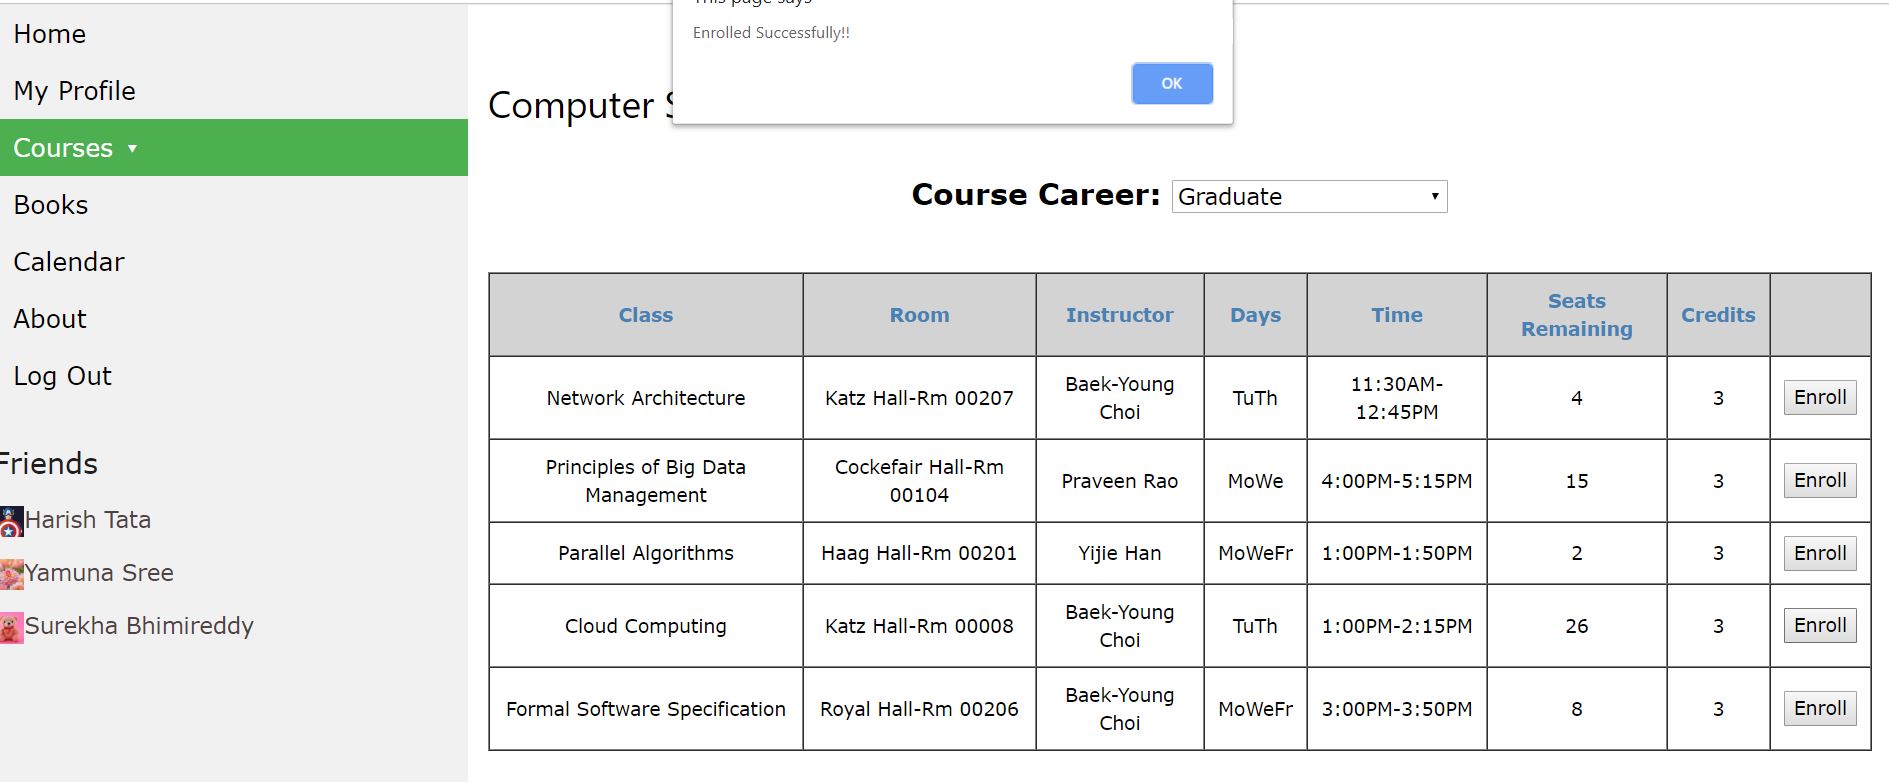 This page says
Enrolled Successfully!!
OK
Home
My Profile
Courses ▾
Books
Calendar
About
Log Out
Friends
Harish Tata
Yamuna Sree
Surekha Bhimireddy
Computer
Course Career: Graduate
Class Room Instructor Days Time Seats Remaining Credits
Network Architecture Katz Hall-Rm 00207 Baek-Young Choi TuTh 11:30AM-12:45PM 4 3 Enroll
Principles of Big Data Management Cockefair Hall-Rm 00104 Praveen Rao MoWe 4:00PM-5:15PM 15 3 Enroll
Parallel Algorithms Haag Hall-Rm 00201 Yijie Han MoWeFr 1:00PM-1:50PM 2 3 Enroll
Cloud Computing Katz Hall-Rm 00008 Baek-Young Choi TuTh 1:00PM-2:15PM 26 3 Enroll
Formal Software Specification Royal Hall-Rm 00206 Baek-Young Choi MoWeFr 3:00PM-3:50PM 8 3 Enroll